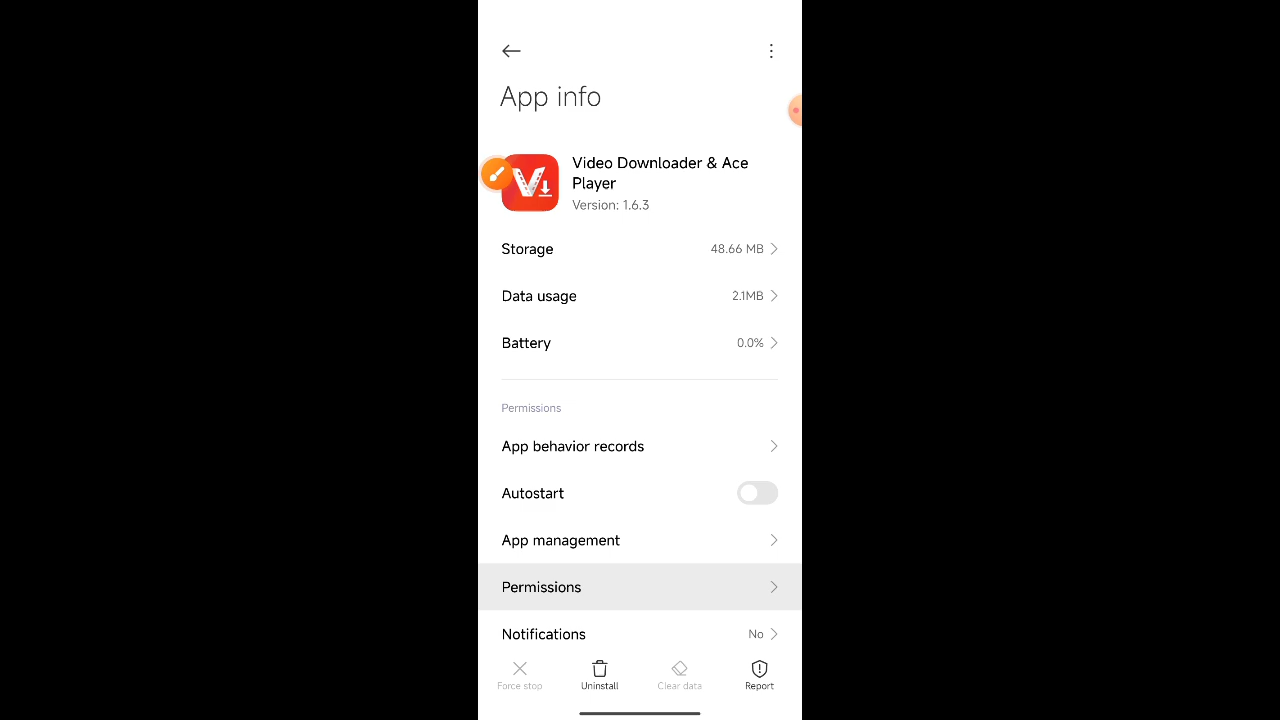 App info
Video Downloader & Ace
Player
Version: 1.6.3
Storage 48.66 MB
Data usage 2.1MB
Battery 0.0%
Permissions
App behavior records
Autostart
App management
Permissions
Notifications No
Force stop Uninstall Clear data Report